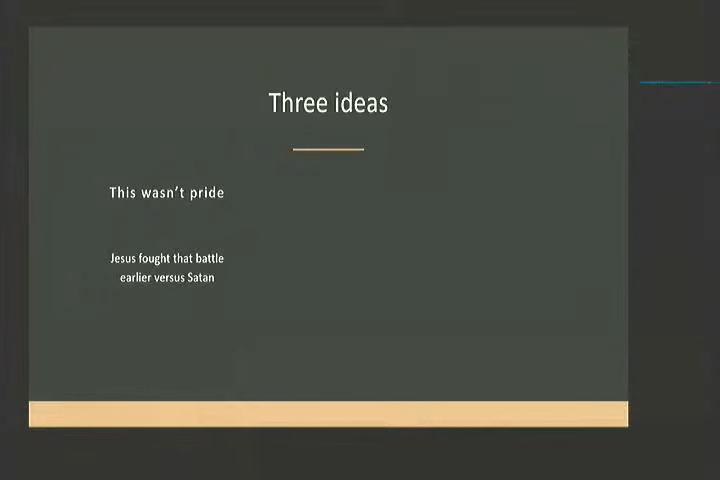 Three ideas
This wasn't pride
Jesus fought that battle
earlier versus Satan